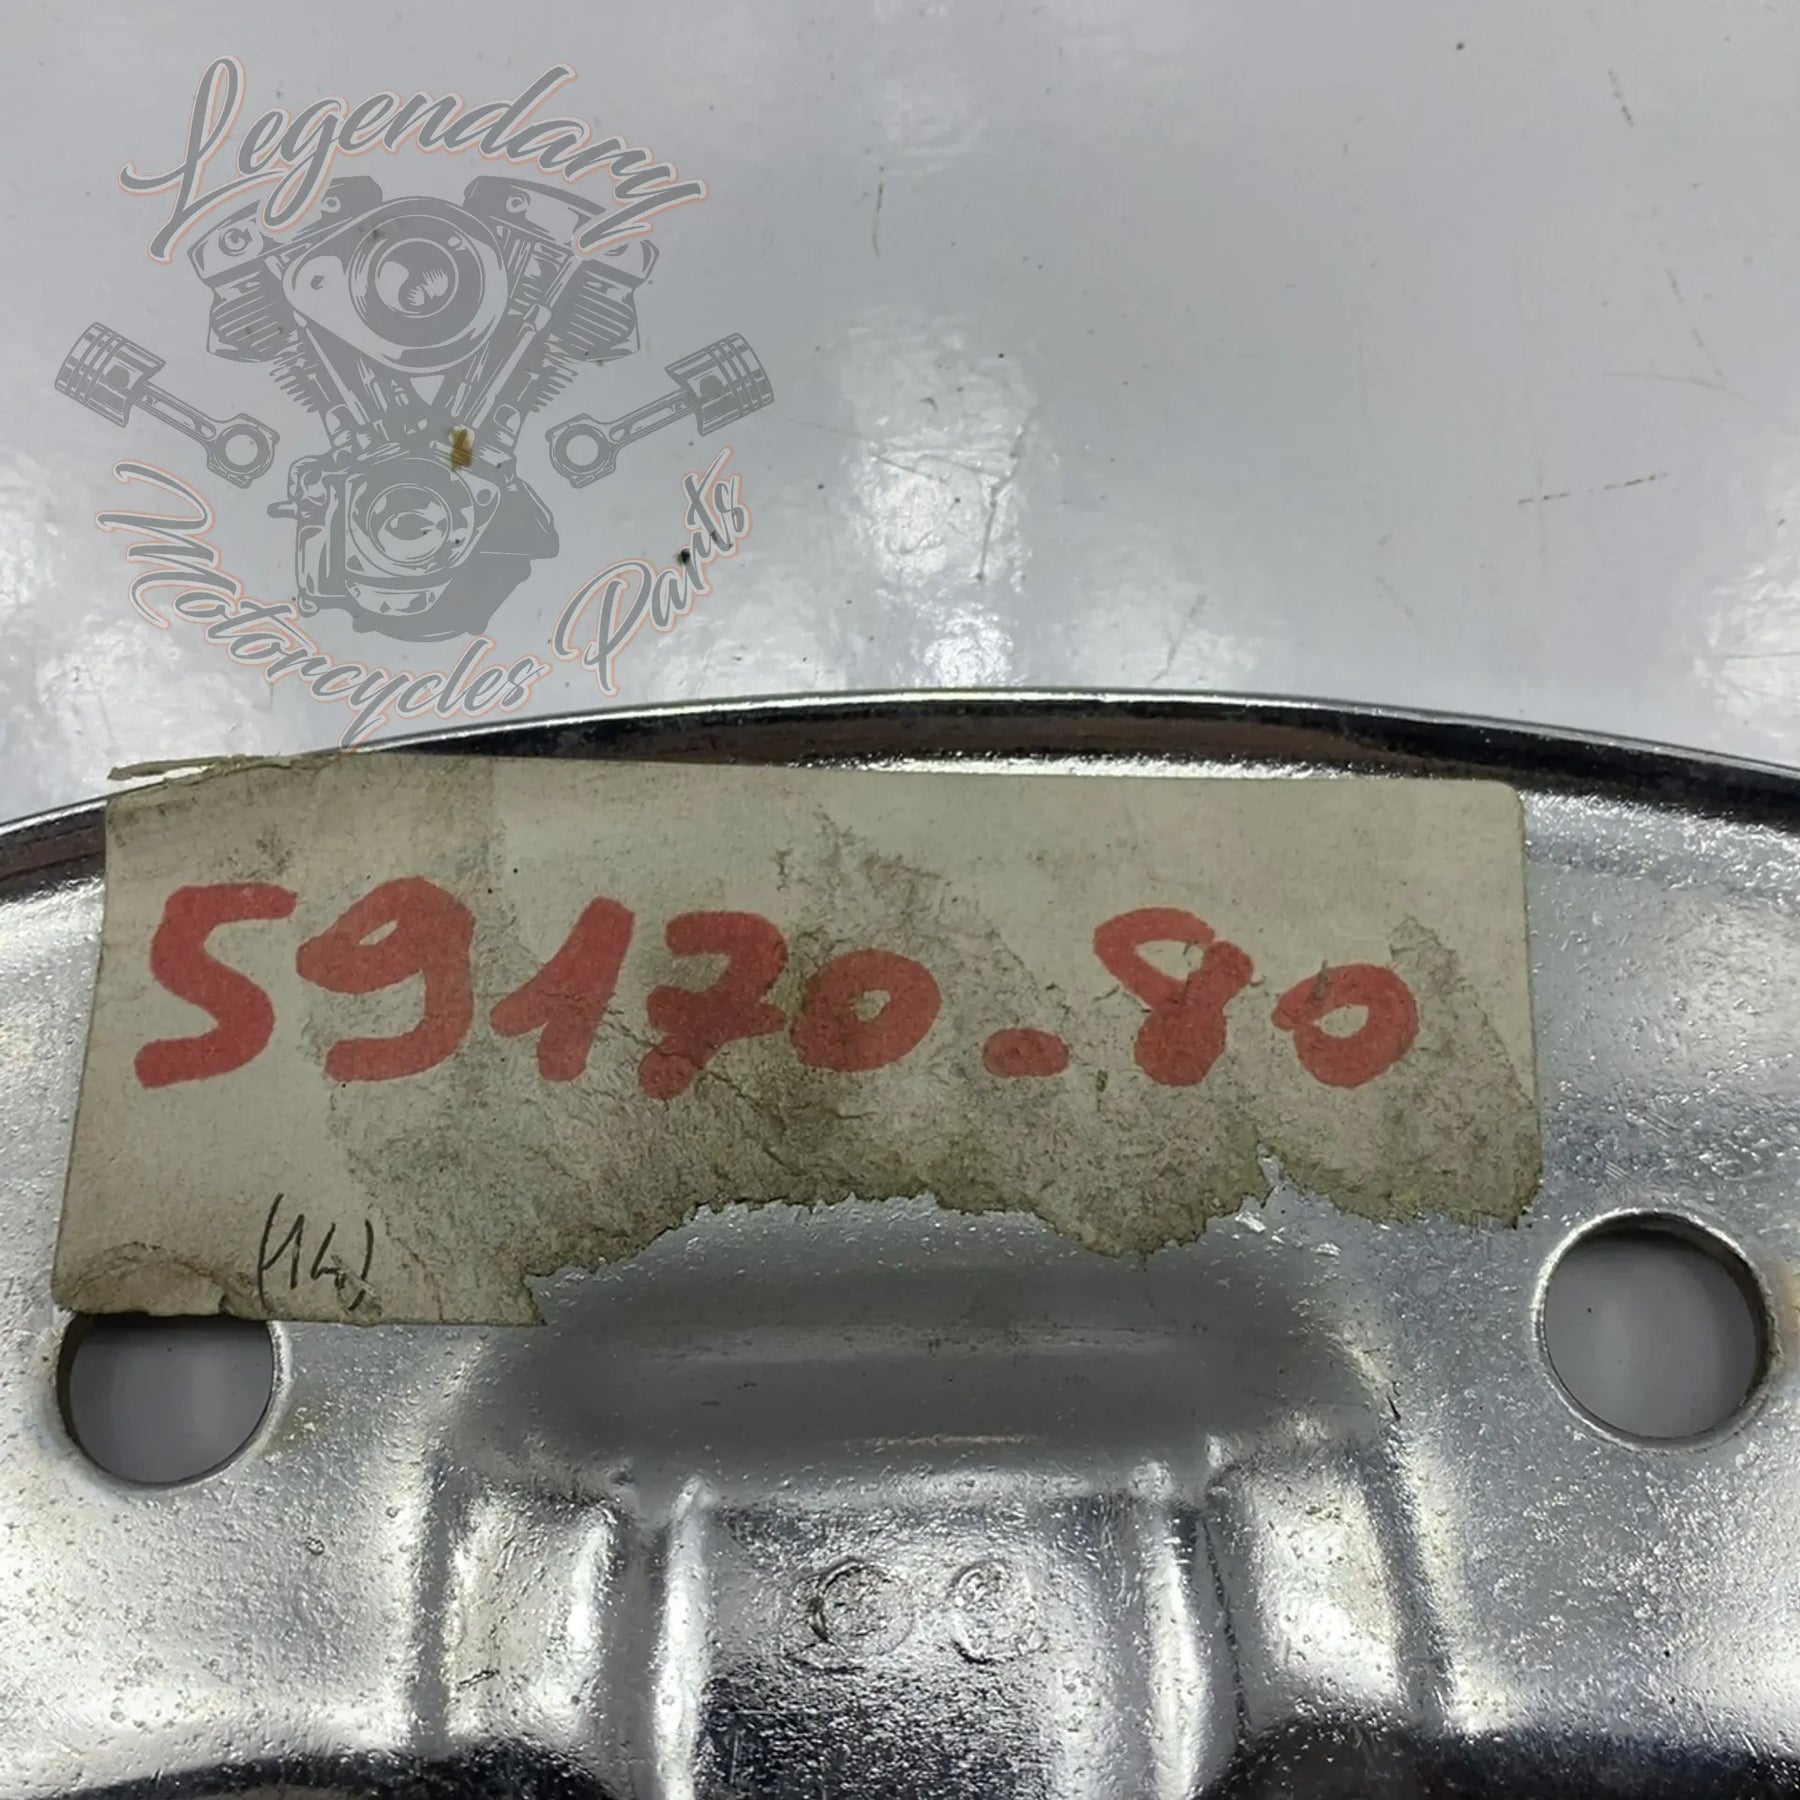 Legendary
Motorcycles Parts
59170-80
(14)